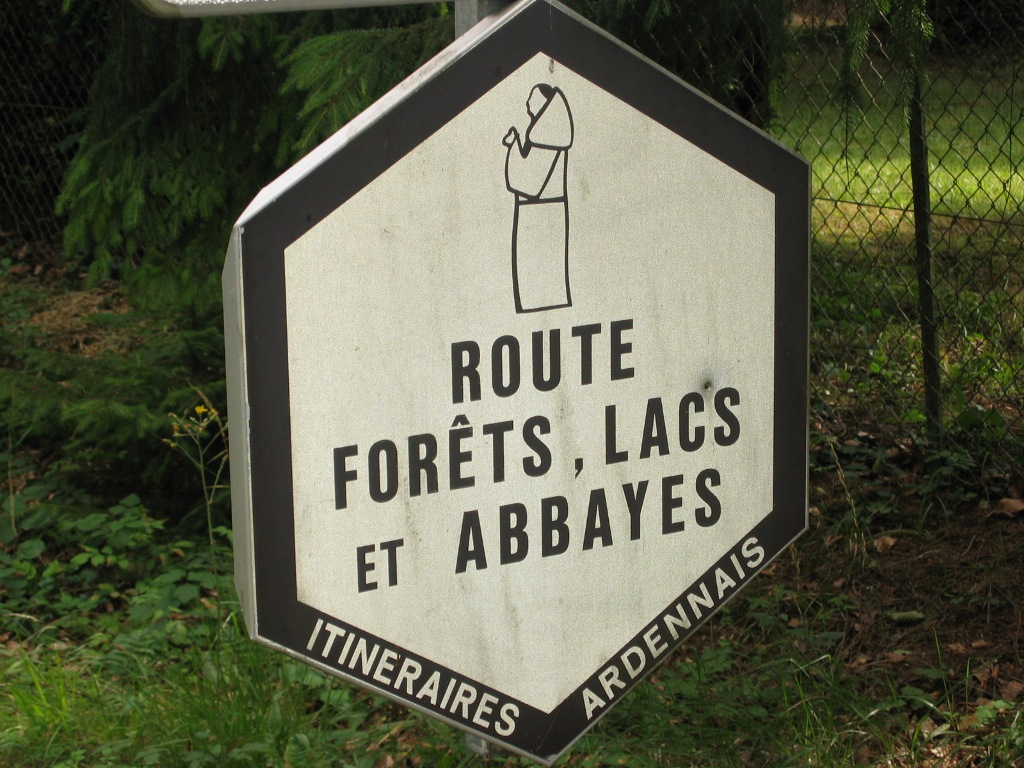 ROUTE
FORÊTS, LACS
ET ABBAYES
ITINERAIRES ARDENNAIS